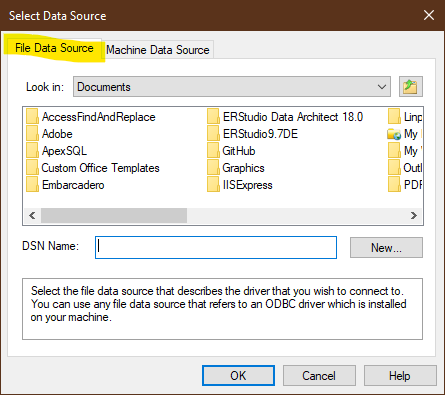 Select Data Source
File Data Source
Machine Data Source
Look in:
Documents
AccessFindAndReplace
Adobe
ApexSQL
Custom Office Templates
Embarcadero
ERStudio Data Architect 18.0
ERStudio9.7DE
GitHub
Graphics
IISExpress
Linp
My
My
Outl
PDF
DSN Name:
New...
Select the file data source that describes the driver that you wish to connect to.
You can use any file data source that refers to an ODBC driver which is installed
on your machine.
OK
Cancel
Help